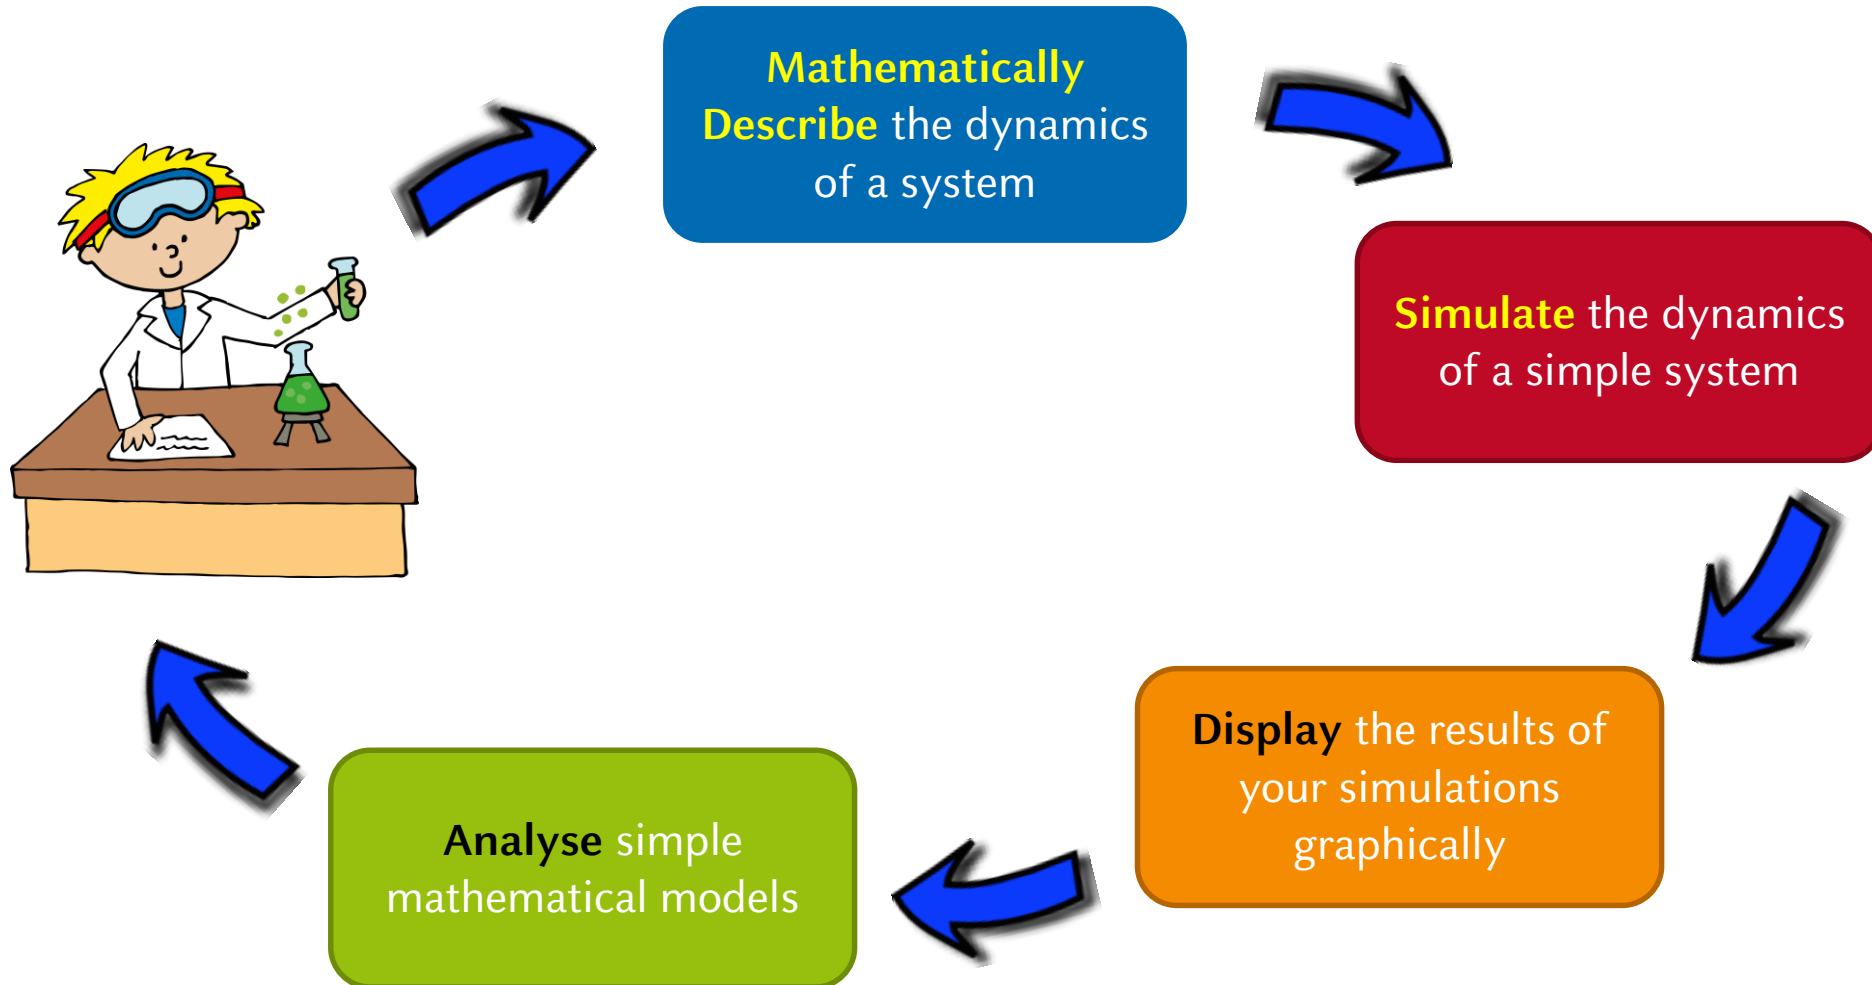 Mathematically
Describe the dynamics
of a system
Simulate the dynamics
of a simple system
Display the results of
your simulations
graphically
Analyse simple
mathematical models